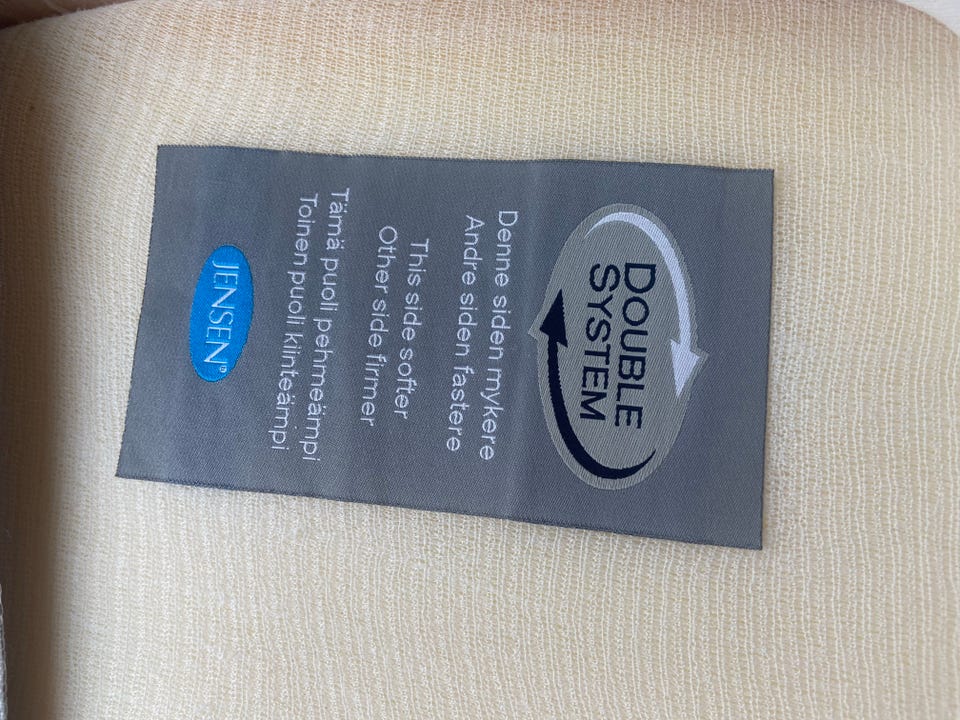 DOUBLE
SYSTEM
Denne siden mykere
Andre siden fastere
This side softer
Other side firmer
Tämä puoli pehmeämpi
Toinen puoli kiinteämpi
JENSEN®